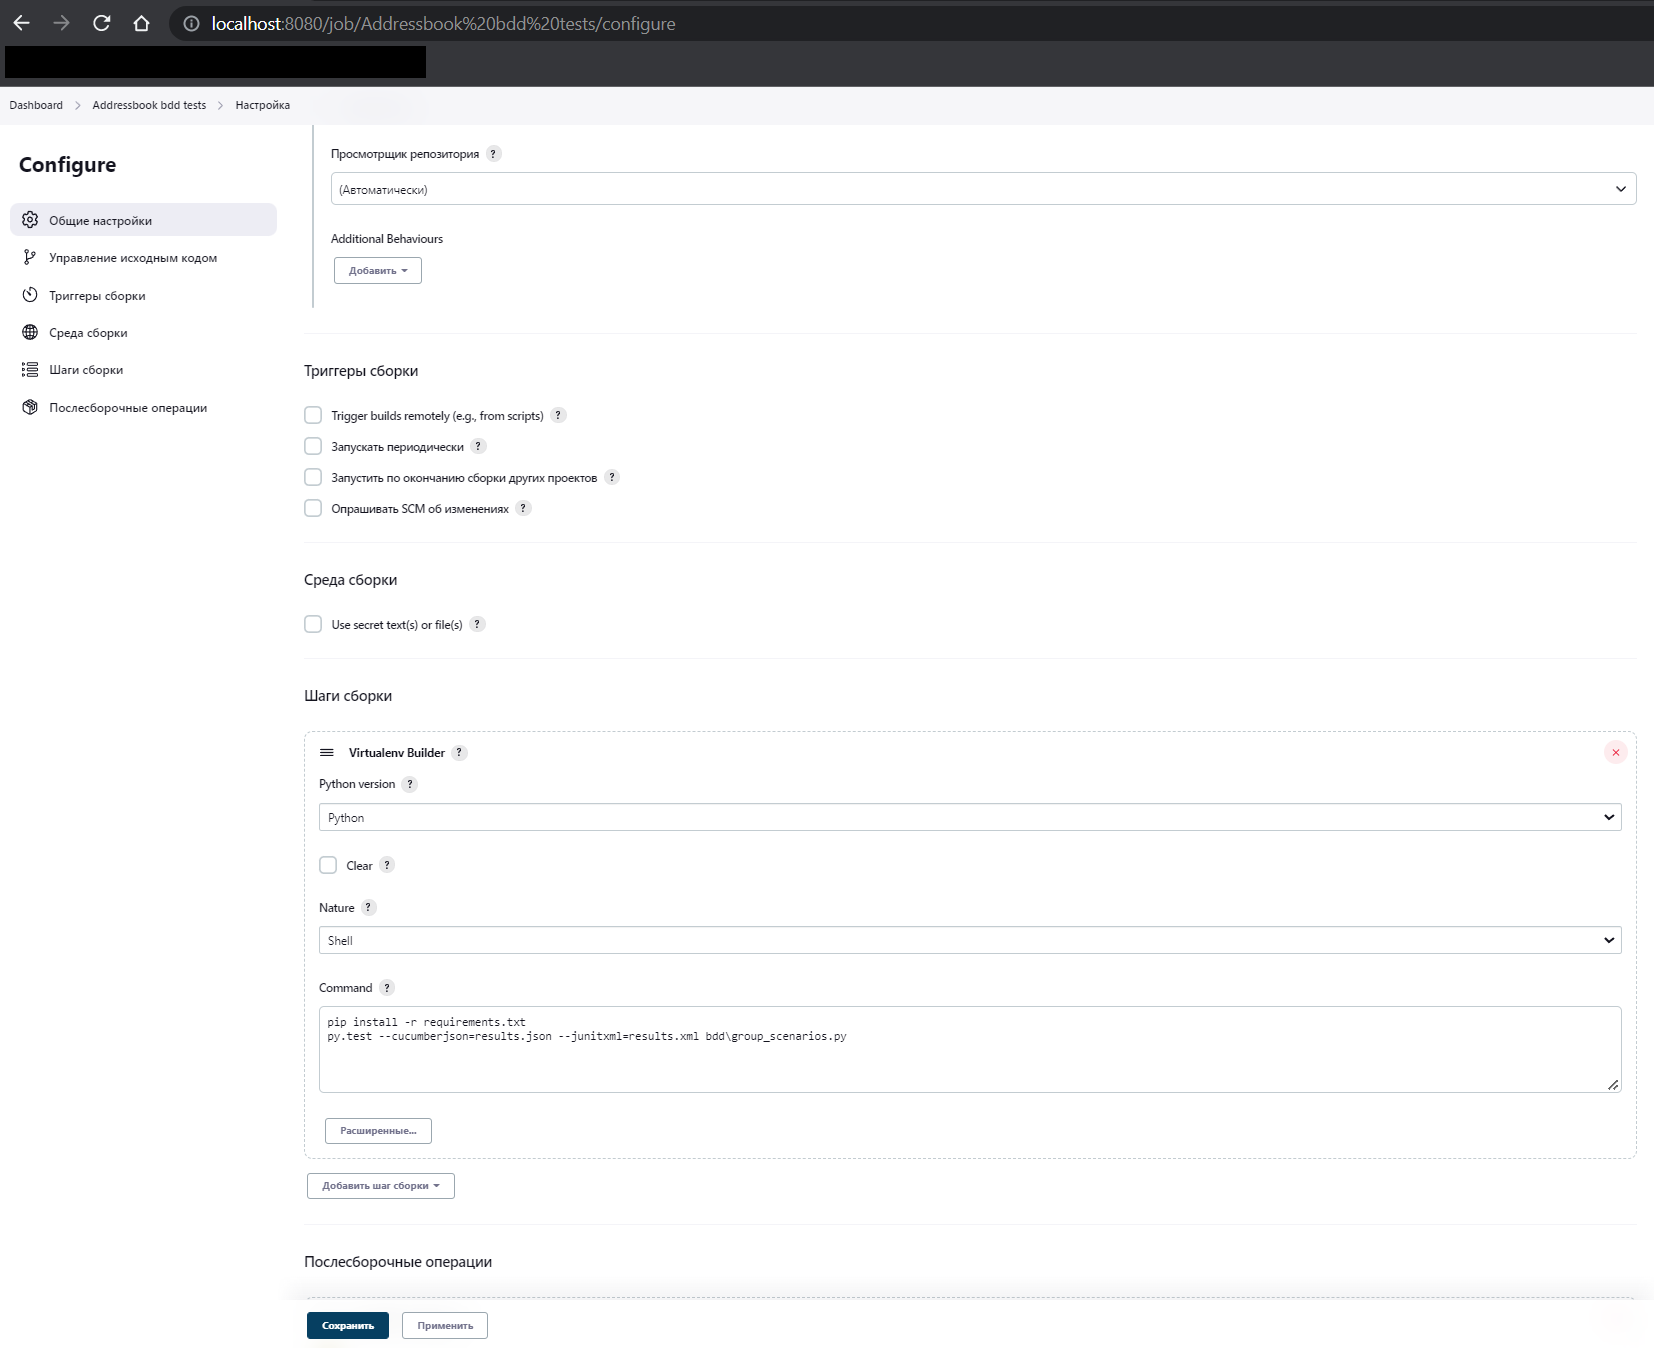 localhost:8080/job/Addressbook%20bdd%20tests/configure
Dashboard > Addressbook bdd tests > Настройка
Configure
Общие настройки
Управление исходным кодом
Триггеры сборки
Среда сборки
Шаги сборки
Послесборочные операции
Просмотрщик репозитория ?
(Автоматически)
Additional Behaviours
Добавить
Триггеры сборки
Trigger builds remotely (e.g., from scripts) ?
Запускать периодически ?
Запустить по окончанию сборки других проектов ?
Опрашивать SCM об изменениях ?
Среда сборки
Use secret text(s) or file(s) ?
Шаги сборки
Virtualenv Builder ?
Python version ?
Python
Clear ?
Nature ?
Shell
Command ?
pip install -r requirements.txt
py.test --cucumberjson=results.json --junitxml=results.xml bdd\group_scenarios.py
Расширенные...
Добавить шаг сборки
Послесборочные операции
Сохранить Применить